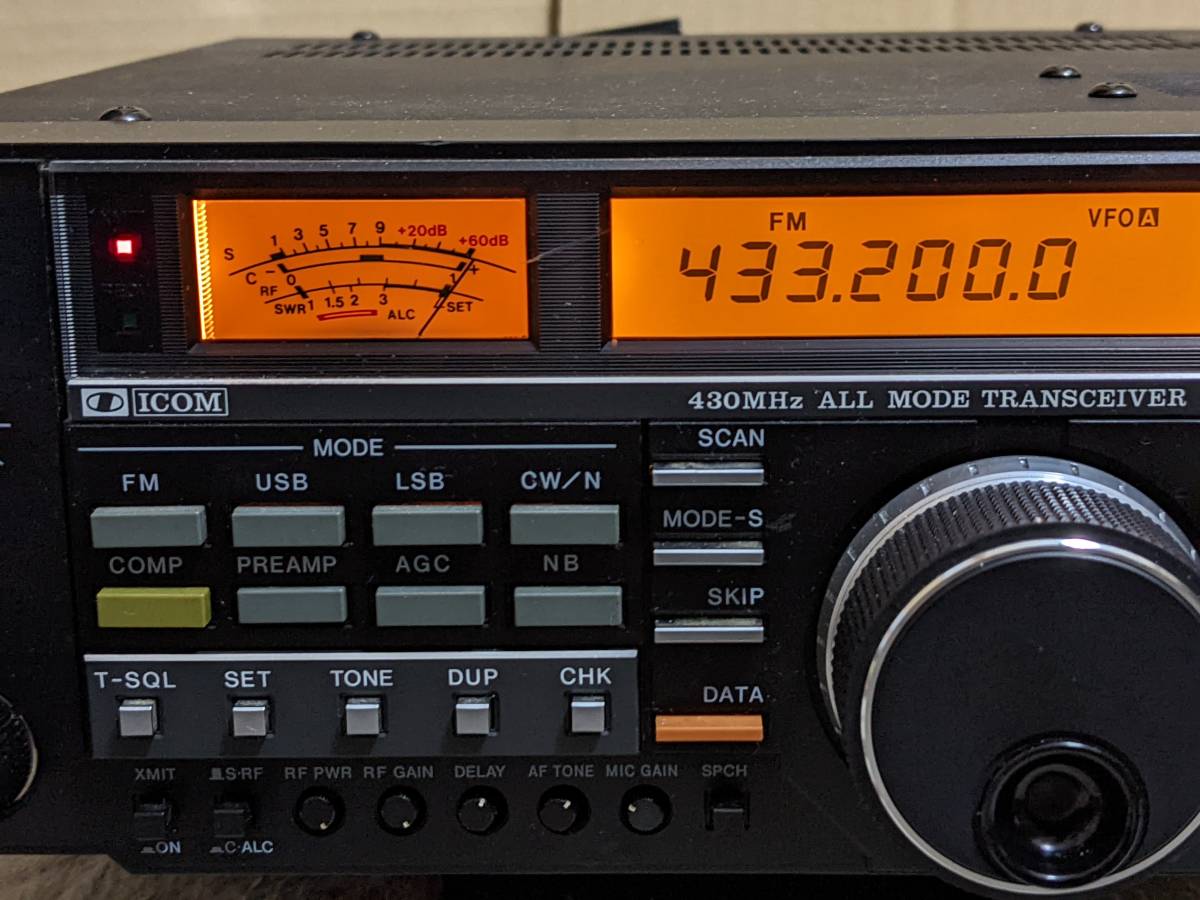 S 1 3 5 7 9 +20dB +60dB
C - +
RF 0 1
SWR 1 1.5 2 3 SET
ALC
FM VFO A
433.200.0
ICOM 430MHz ALL MODE TRANSCEIVER
MODE SCAN
FM USB LSB CW/N
MODE-S
COMP PREAMP AGC NB
SKIP
T-SQL SET TONE DUP CHK
DATA
XMIT S·RF RF PWR RF GAIN DELAY AF TONE MIC GAIN SPCH
ON C·ALC